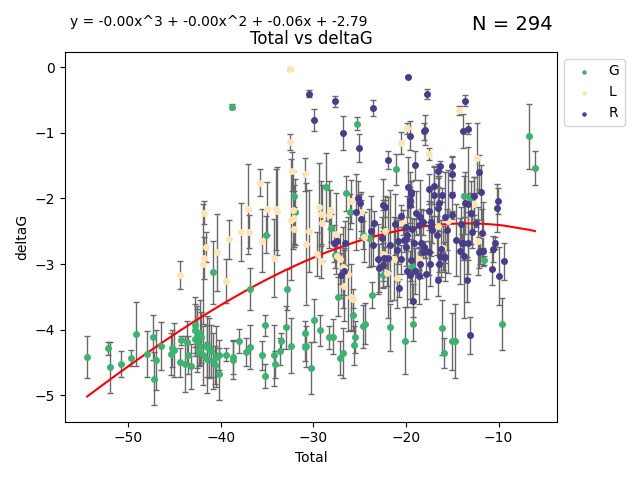 y = -0.00x^3 + -0.00x^2 + -0.06x + -2.79
N = 294
Total vs deltaG
G
L
R
deltaG
0
−1
−2
−3
−4
−5
−50
−40
−30
−20
−10
Total